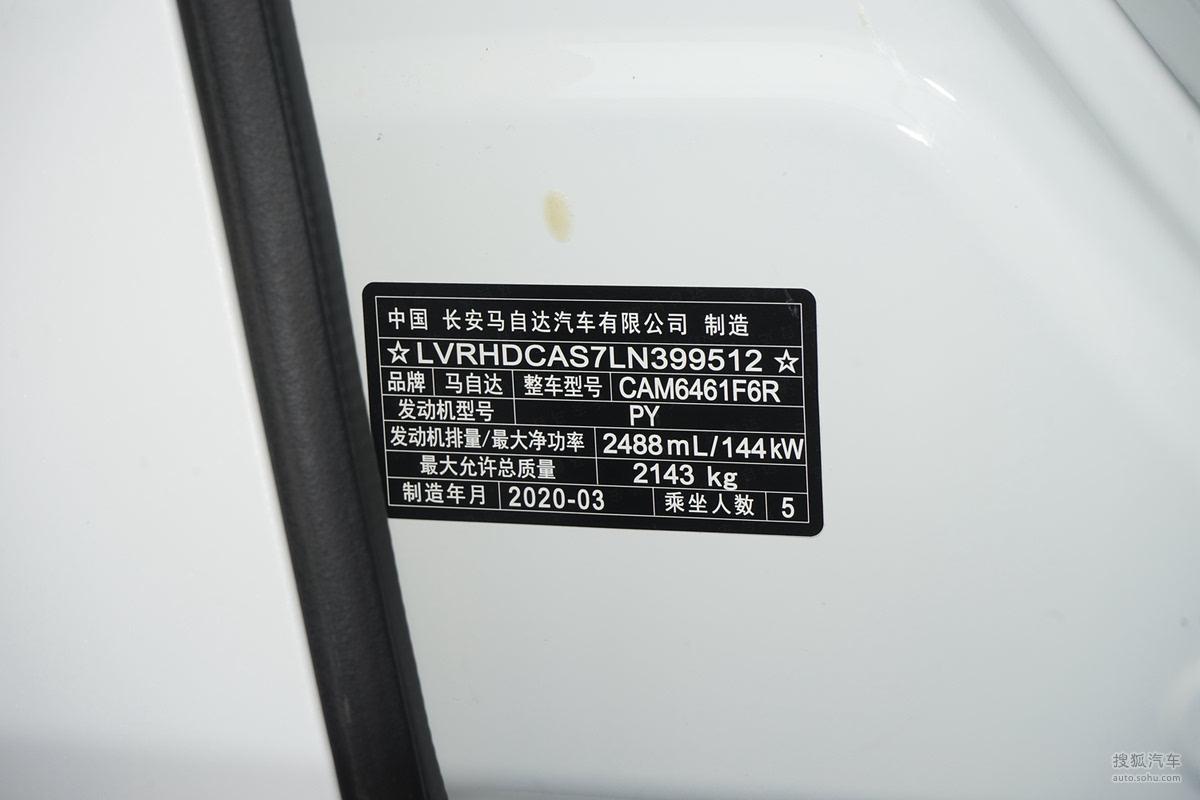 中国 长安马自达汽车有限公司 制造
☆LVRHDCAS7LN399512☆
品牌 马自达 整车型号 CAM6461F6R
发动机型号 PY
发动机排量/最大净功率 2488mL/144kW
最大允许总质量 2143 kg
制造年月 2020-03 乘坐人数 5
搜狐汽车
auto.sohu.com